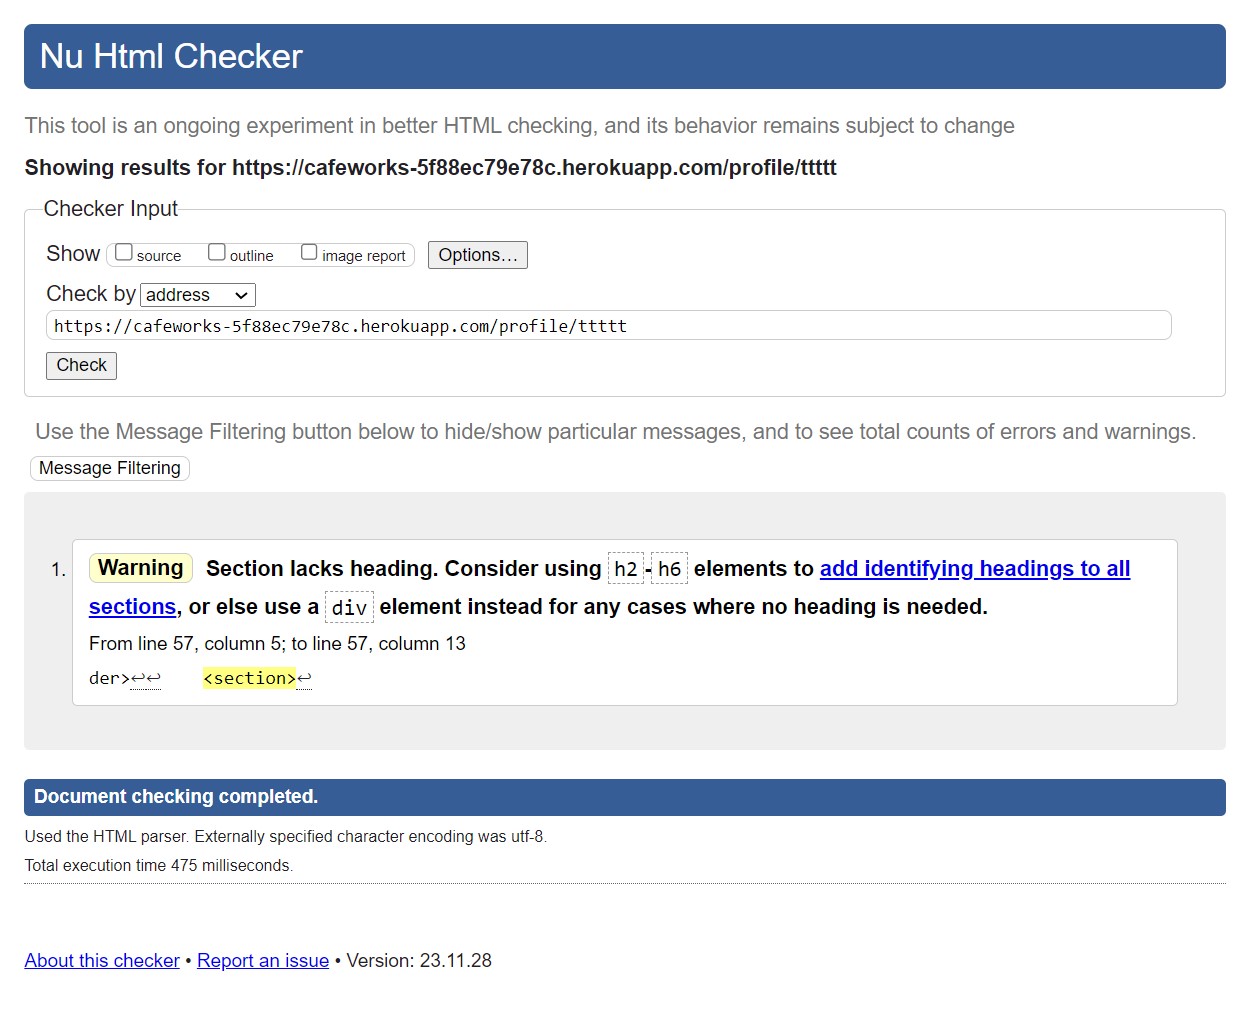 Nu Html Checker
This tool is an ongoing experiment in better HTML checking, and its behavior remains subject to change
Showing results for https://cafeworks-5f88ec79e78c.herokuapp.com/profile/ttttt
Checker Input
Show source outline image report Options...
Check by address
https://cafeworks-5f88ec79e78c.herokuapp.com/profile/ttttt
Check
Use the Message Filtering button below to hide/show particular messages, and to see total counts of errors and warnings.
Message Filtering
1. Warning Section lacks heading. Consider using h2-h6 elements to add identifying headings to all
sections, or else use a div element instead for any cases where no heading is needed.
From line 57, column 5; to line 57, column 13
der>↩↩ <section>↩
Document checking completed.
Used the HTML parser. Externally specified character encoding was utf-8.
Total execution time 475 milliseconds.
About this checker • Report an issue • Version: 23.11.28